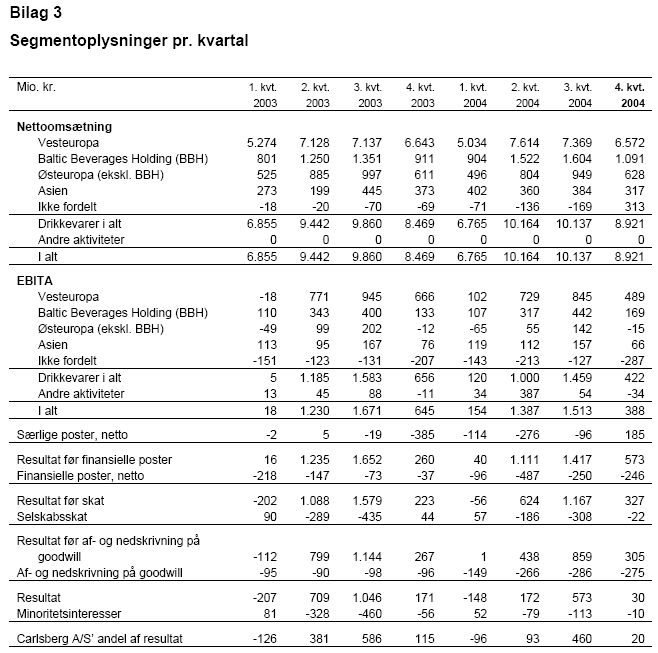 Bilag 3
Segmentoplysninger pr. kvartal
Mio. kr. 1. kvt. 2. kvt. 3. kvt. 4. kvt. 1. kvt. 2. kvt. 3. kvt. 4. kvt.
2003 2003 2003 2003 2004 2004 2004 2004
Nettoomsætning
Vesteuropa 5.274 7.128 7.137 6.643 5.034 7.614 7.369 6.572
Baltic Beverages Holding (BBH) 801 1.250 1.351 911 904 1.522 1.604 1.091
Østeuropa (ekskl. BBH) 525 885 997 611 496 804 949 628
Asien 273 199 445 373 402 360 384 317
Ikke fordelt -18 -20 -70 -69 -71 -136 -169 313
Drikkevarer i alt 6.855 9.442 9.860 8.469 6.765 10.164 10.137 8.921
Andre aktiviteter 0 0 0 0 0 0 0 0
I alt 6.855 9.442 9.860 8.469 6.765 10.164 10.137 8.921
EBITA
Vesteuropa -18 771 945 666 102 729 845 489
Baltic Beverages Holding (BBH) 110 343 400 133 107 317 442 169
Østeuropa (ekskl. BBH) -49 99 202 -12 -65 55 142 -15
Asien 113 95 167 76 119 112 157 66
Ikke fordelt -151 -123 -131 -207 -143 -213 -127 -287
Drikkevarer i alt 5 1.185 1.583 656 120 1.000 1.459 422
Andre aktiviteter 13 45 88 -11 34 387 54 -34
I alt 18 1.230 1.671 645 154 1.387 1.513 388
Særlige poster, netto -2 5 -19 -385 -114 -276 -96 185
Resultat før finansielle poster 16 1.235 1.652 260 40 1.111 1.417 573
Finansielle poster, netto -218 -147 -73 -37 -96 -487 -250 -246
Resultat før skat -202 1.088 1.579 223 -56 624 1.167 327
Selskabsskat 90 -289 -435 44 57 -186 -308 -22
Resultat før af- og nedskrivning på
goodwill -112 799 1.144 267 1 438 859 305
Af- og nedskrivning på goodwill -95 -90 -98 -96 -149 -266 -286 -275
Resultat -207 709 1.046 171 -148 172 573 30
Minoritetsinteresser 81 -328 -460 -56 52 -79 -113 -10
Carlsberg A/S' andel af resultat -126 381 586 115 -96 93 460 20